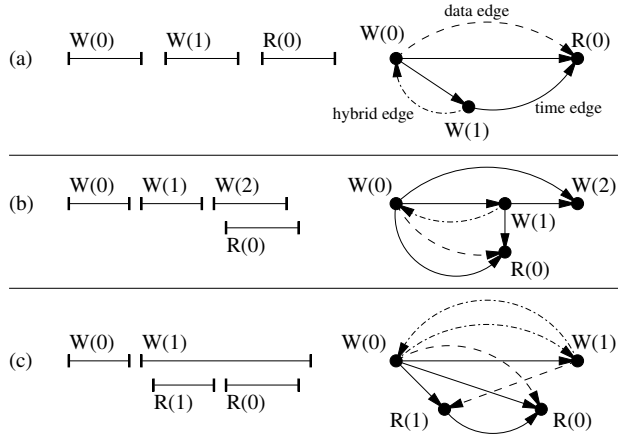 (a)
W(0) W(1) R(0)
W(0) data edge R(0)
hybrid edge W(1) time edge
(b)
W(0) W(1) W(2)
R(0)
W(0) W(1) W(2)
R(0)
(c)
W(0) W(1)
R(1) R(0)
W(0) W(1)
R(1) R(0)